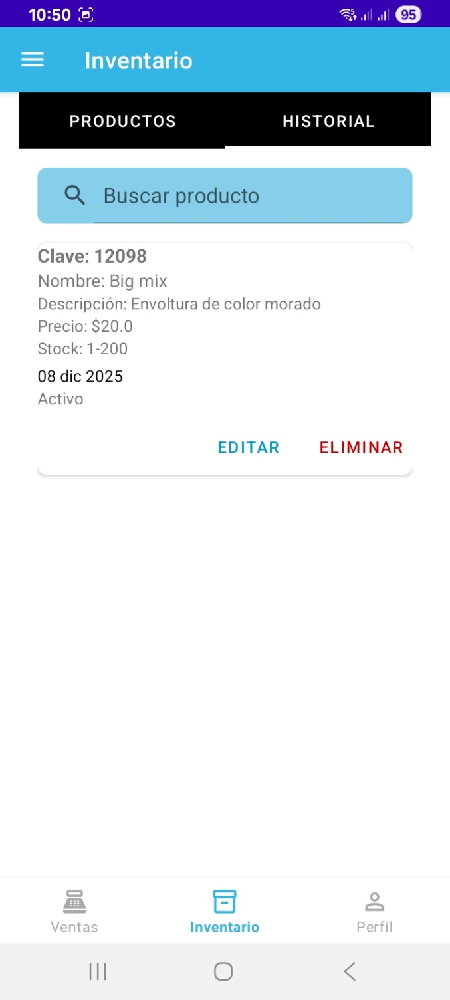 10:50 5 95
Inventario
PRODUCTOS HISTORIAL
Buscar producto
Clave: 12098
Nombre: Big mix
Descripción: Envoltura de color morado
Precio: $20.0
Stock: 1-200
08 dic 2025
Activo
EDITAR ELIMINAR
Ventas Inventario Perfil